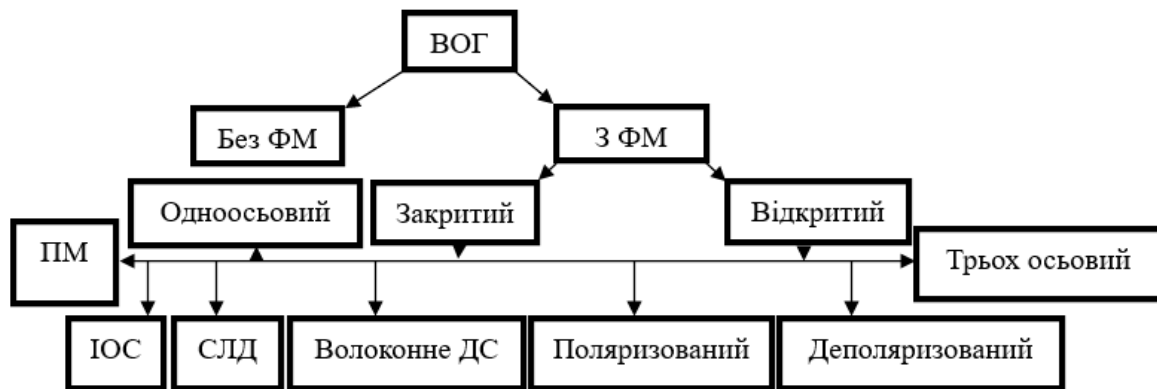 ВОГ
Без ФМ
З ФМ
Одноосьовий
Закритий
Відкритий
ПМ
Трьох осьовий
ІОС
СЛД
Волоконне ДС
Поляризований
Деполяризований